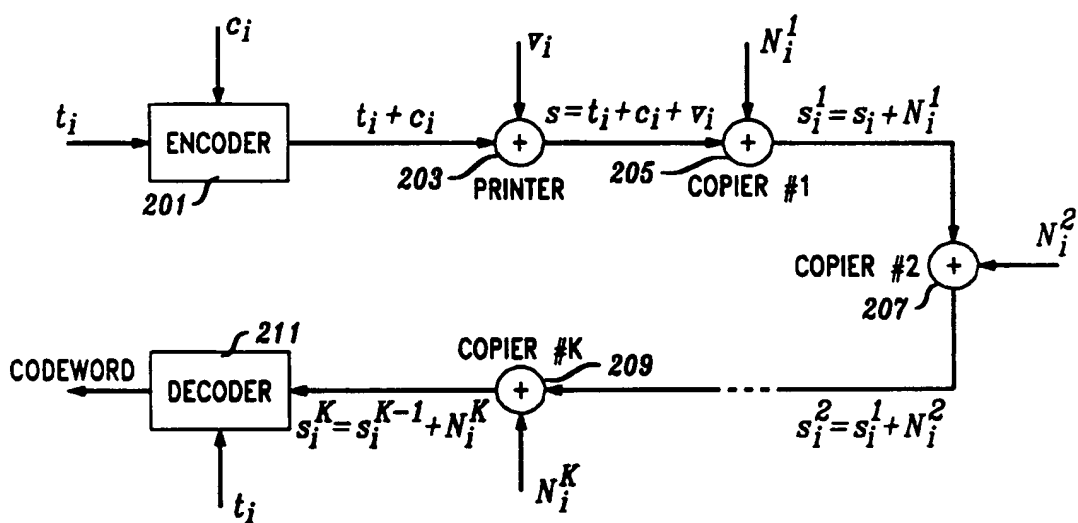 c_i
v_i
N_i^1
t_i
ENCODER
t_i + c_i
s = t_i + c_i + v_i
s_i^1 = s_i + N_i^1
+
+
201
203
PRINTER
205
COPIER #1
N_i^2
COPIER #2
+
207
211
CODEWORD
DECODER
COPIER #K
209
+
s_i^K = s_i^{K-1} + N_i^K
s_i^2 = s_i^1 + N_i^2
t_i
N_i^K